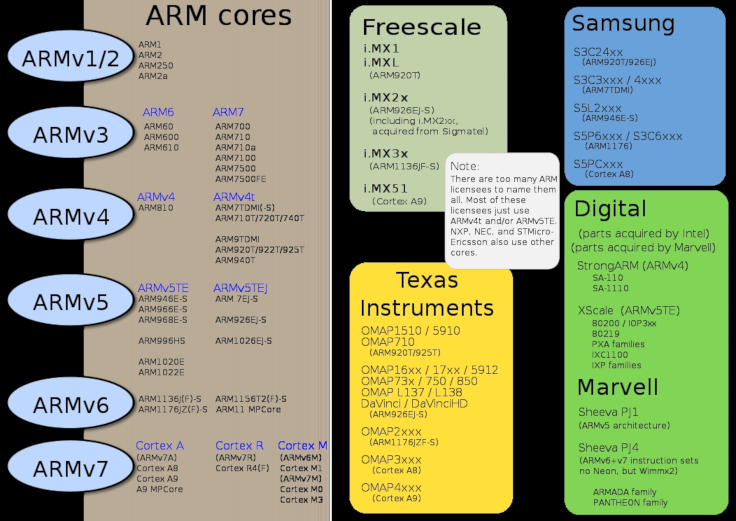 ARM cores
ARMv1/2
ARM1
ARM2
ARM250
ARM2a
ARMv3
ARM6
ARM60
ARM600
ARM610
ARM7
ARM700
ARM710
ARM710a
ARM7100
ARM7500
ARM7500FE
ARMv4
ARMv4
ARM810
ARMv4t
ARM7TDMI(-S)
ARM710T/720T/740T
ARM9TDMI
ARM920T/922T/925T
ARM940T
ARMv5
ARMv5TE
ARM946E-S
ARM966E-S
ARM968E-S
ARM996HS
ARM1020E
ARM1022E
ARMv5TEJ
ARM 7EJ-S
ARM926EJ-S
ARM1026EJ-S
ARMv6
ARM1136J(F)-S
ARM1176JZ(F)-S
ARM1156T2(F)-S
ARM11 MPCore
ARMv7
Cortex A
(ARMv7A)
Cortex A8
Cortex A9
A9 MPCore
Cortex R
(ARMv7R)
Cortex R4(F)
Cortex M
(ARMv6M)
Cortex M1
(ARMv7M)
Cortex M0
Cortex M3
Freescale
i.MX1
i.MXL
(ARM920T)
i.MX2x
(ARM926EJ-S)
(including i.MX2xx,
acquired from Sigmatel)
i.MX3x
(ARM1136JF-S)
i.MX51
(Cortex A9)
Note:
There are too many ARM
licensees to name them
all. Most of these
licensees just use
ARMv4t and/or ARMv5TE.
NXP, NEC, and STMicro-
Ericsson also use other
cores.
Texas
Instruments
OMAP1510 / 5910
OMAP710
(ARM920T/925T)
OMAP16xx / 17xx / 5912
OMAP73x / 750 / 850
OMAP L137 / L138
DaVinci / DaVinciHD
(ARM926EJ-S)
OMAP2xxx
(ARM1176JZF-S)
OMAP3xxx
(Cortex A8)
OMAP4xxx
(Cortex A9)
Samsung
S3C24xx
(ARM920T/926EJ)
S3C3xxx / 4xxx
(ARM7TDMI)
S5L2xxx
(ARM946E-S)
S5P6xxx / S3C6xxx
(ARM1176)
S5PCxxx
(Cortex A8)
Digital
(parts acquired by Intel)
(parts acquired by Marvell)
StrongARM (ARMv4)
SA-110
SA-1110
XScale (ARMv5TE)
80200 / IOP3xx
80219
PXA families
IXC1100
IXP families
Marvell
Sheeva PJ1
(ARMv5 architecture)
Sheeva PJ4
(ARMv6+v7 instruction sets
no Neon, but Wimmx2)
ARMADA family
PANTHEON family